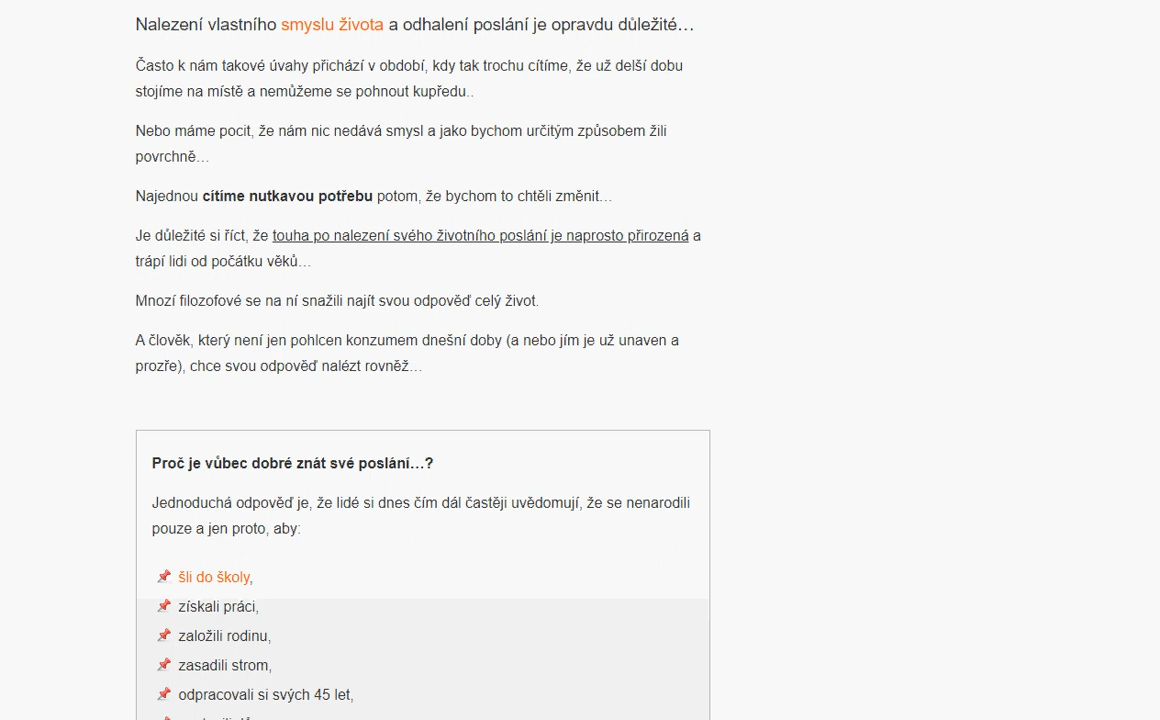 Nalezení vlastního smyslu života a odhalení poslání je opravdu důležité…
Často k nám takové úvahy přichází v období, kdy tak trochu cítíme, že už delší dobu
stojíme na místě a nemůžeme se pohnout kupředu..
Nebo máme pocit, že nám nic nedává smysl a jako bychom určitým způsobem žili
povrchně…
Najednou cítíme nutkavou potřebu potom, že bychom to chtěli změnit…
Je důležité si říct, že touha po nalezení svého životního poslání je naprosto přirozená a
trápí lidi od počátku věků…
Mnozí filozofové se na ní snažili najít svou odpověď celý život.
A člověk, který není jen pohlcen konzumem dnešní doby (a nebo jím je už unaven a
prozře), chce svou odpověď nalézt rovněž…
Proč je vůbec dobré znát své poslání…?
Jednoduchá odpověď je, že lidé si dnes čím dál častěji uvědomují, že se nenarodili
pouze a jen proto, aby:
šli do školy,
získali práci,
založili rodinu,
zasadili strom,
odpracovali si svých 45 let,